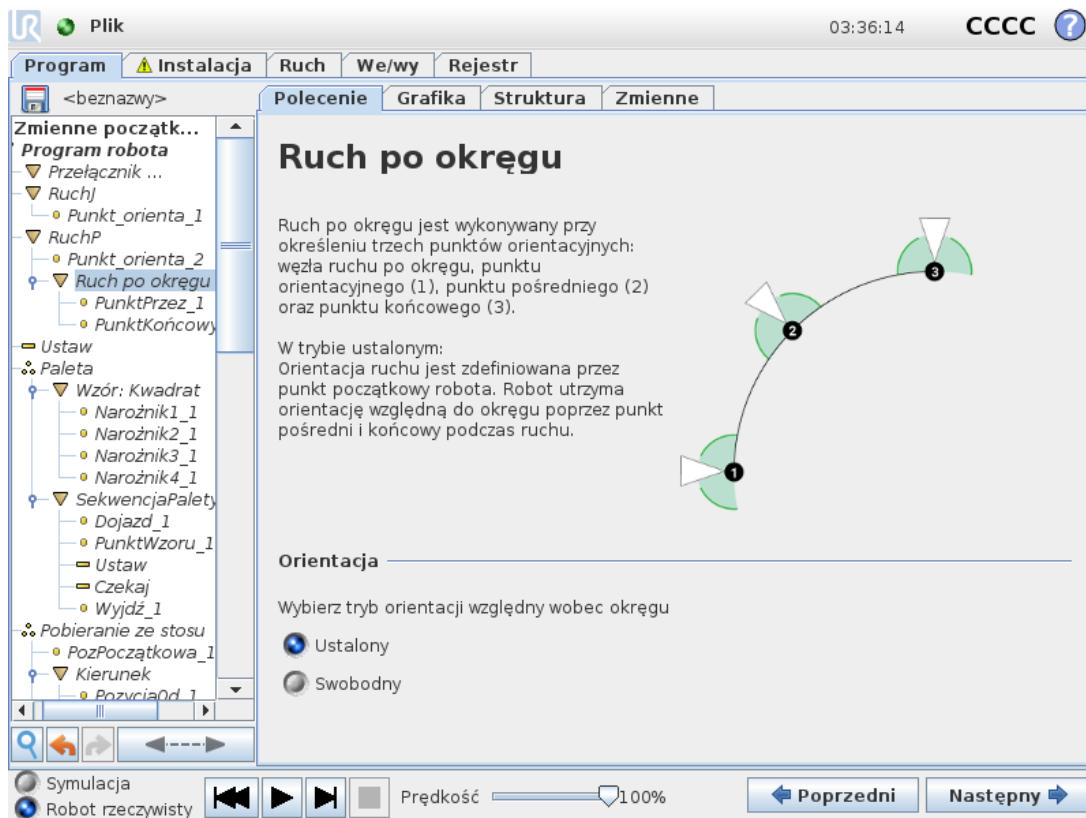 UR Plik 03:36:14 CCCC ?
Program Instalacja Ruch We/wy Rejestr
<beznazwy>
Polecenie Grafika Struktura Zmienne
Zmienne początk...
Program robota
Przełącznik ...
RuchJ
Punkt_orienta_1
RuchP
Punkt_orienta_2
Ruch po okręgu
PunktPrzez_1
PunktKońcowy
Ustaw
Paleta
Wzór: Kwadrat
Narożnik1_1
Narożnik2_1
Narożnik3_1
Narożnik4_1
SekwencjaPalety
Dojazd_1
PunktWzoru_1
Ustaw
Czekaj
Wyjdź_1
Pobieranie ze stosu
PozPoczątkowa_1
Kierunek
PozycjaOd_1
Ruch po okręgu
Ruch po okręgu jest wykonywany przy
określeniu trzech punktów orientacyjnych:
węzła ruchu po okręgu, punktu
orientacyjnego (1), punktu pośredniego (2)
oraz punktu końcowego (3).
W trybie ustalonym:
Orientacja ruchu jest zdefiniowana przez
punkt początkowy robota. Robot utrzyma
orientację względną do okręgu poprzez punkt
pośredni i końcowy podczas ruchu.
3
2
1
Orientacja
Wybierz tryb orientacji względny wobec okręgu
Ustalony
Swobodny
Symulacja
Robot rzeczywisty
Prędkość 100%
Poprzedni
Następny